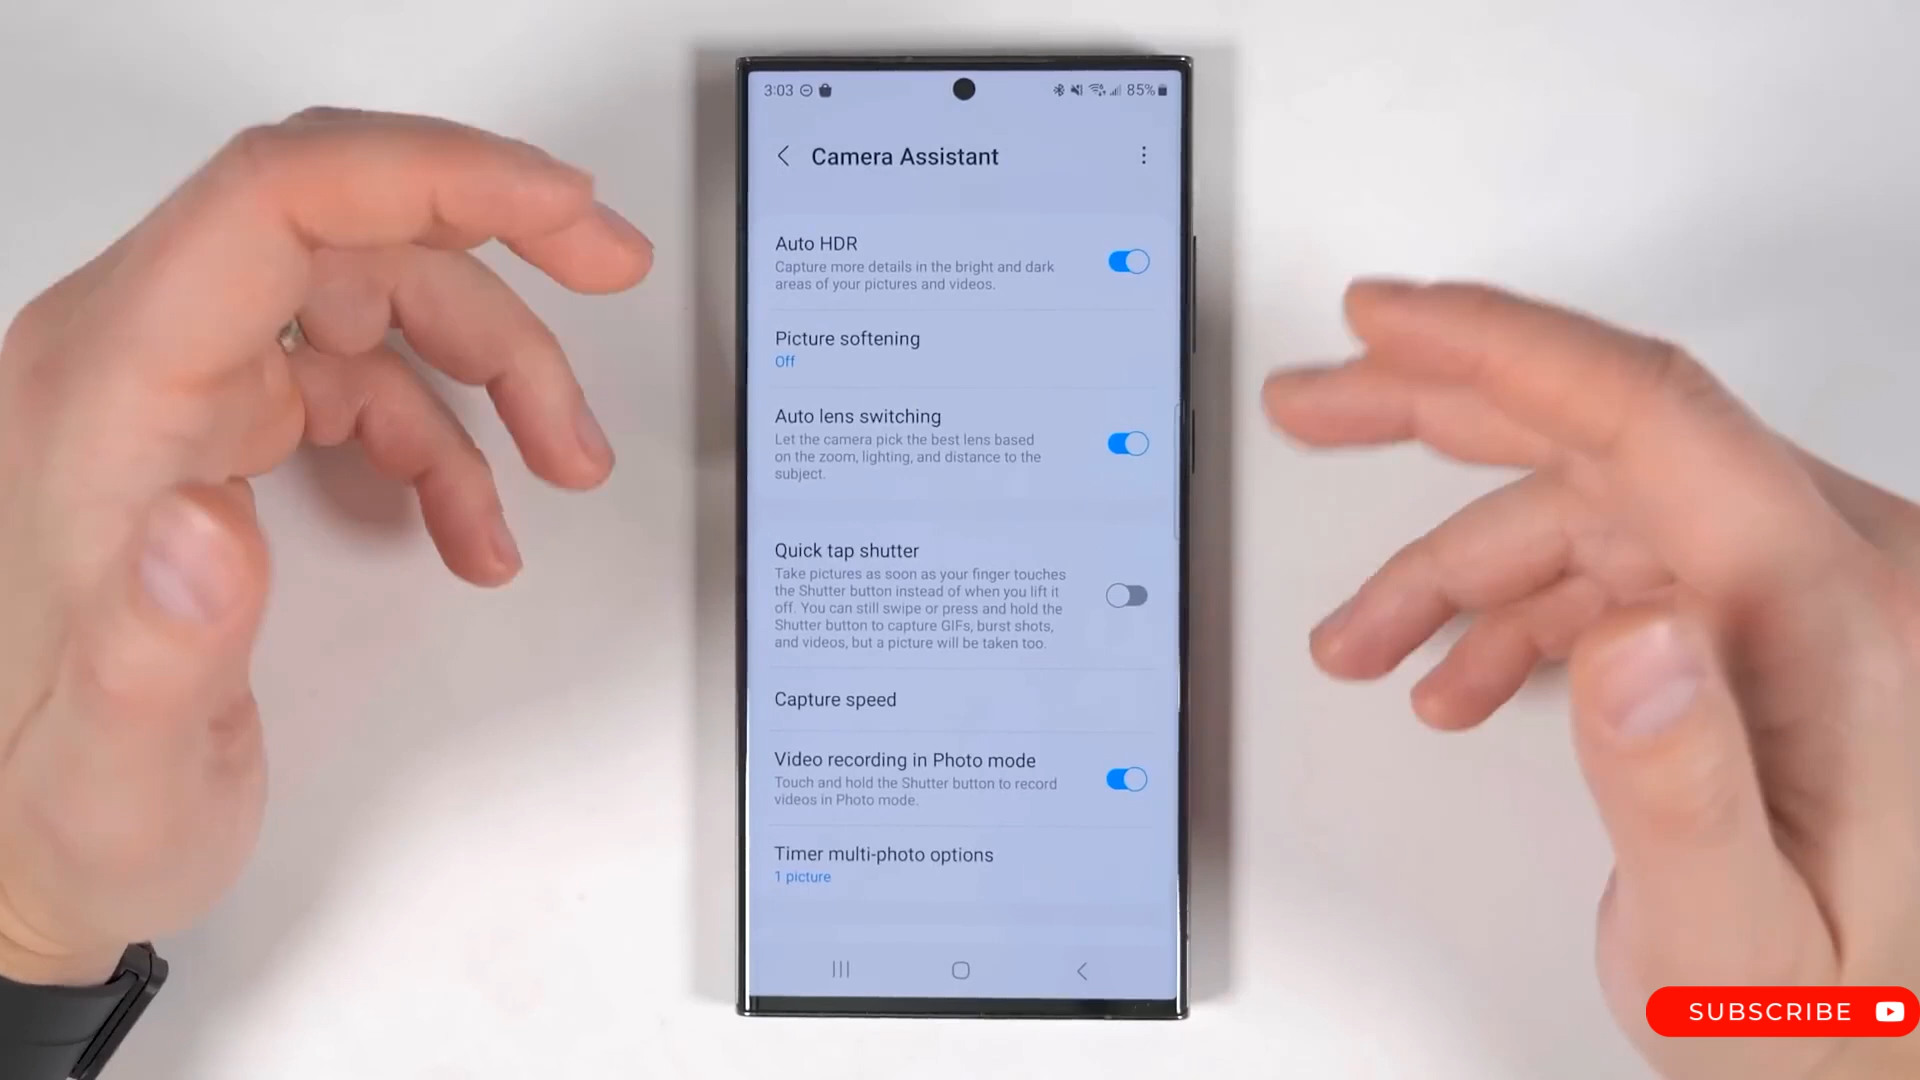 3:03 85%
Camera Assistant
Auto HDR
Capture more details in the bright and dark
areas of your pictures and videos.
Picture softening
Off
Auto lens switching
Let the camera pick the best lens based
on the zoom, lighting, and distance to the
subject.
Quick tap shutter
Take pictures as soon as your finger touches
the Shutter button instead of when you lift it
off. You can still swipe or press and hold the
Shutter button to capture GIFs, burst shots,
and videos, but a picture will be taken too.
Capture speed
Video recording in Photo mode
Touch and hold the Shutter button to record
videos in Photo mode.
Timer multi-photo options
1 picture
SUBSCRIBE